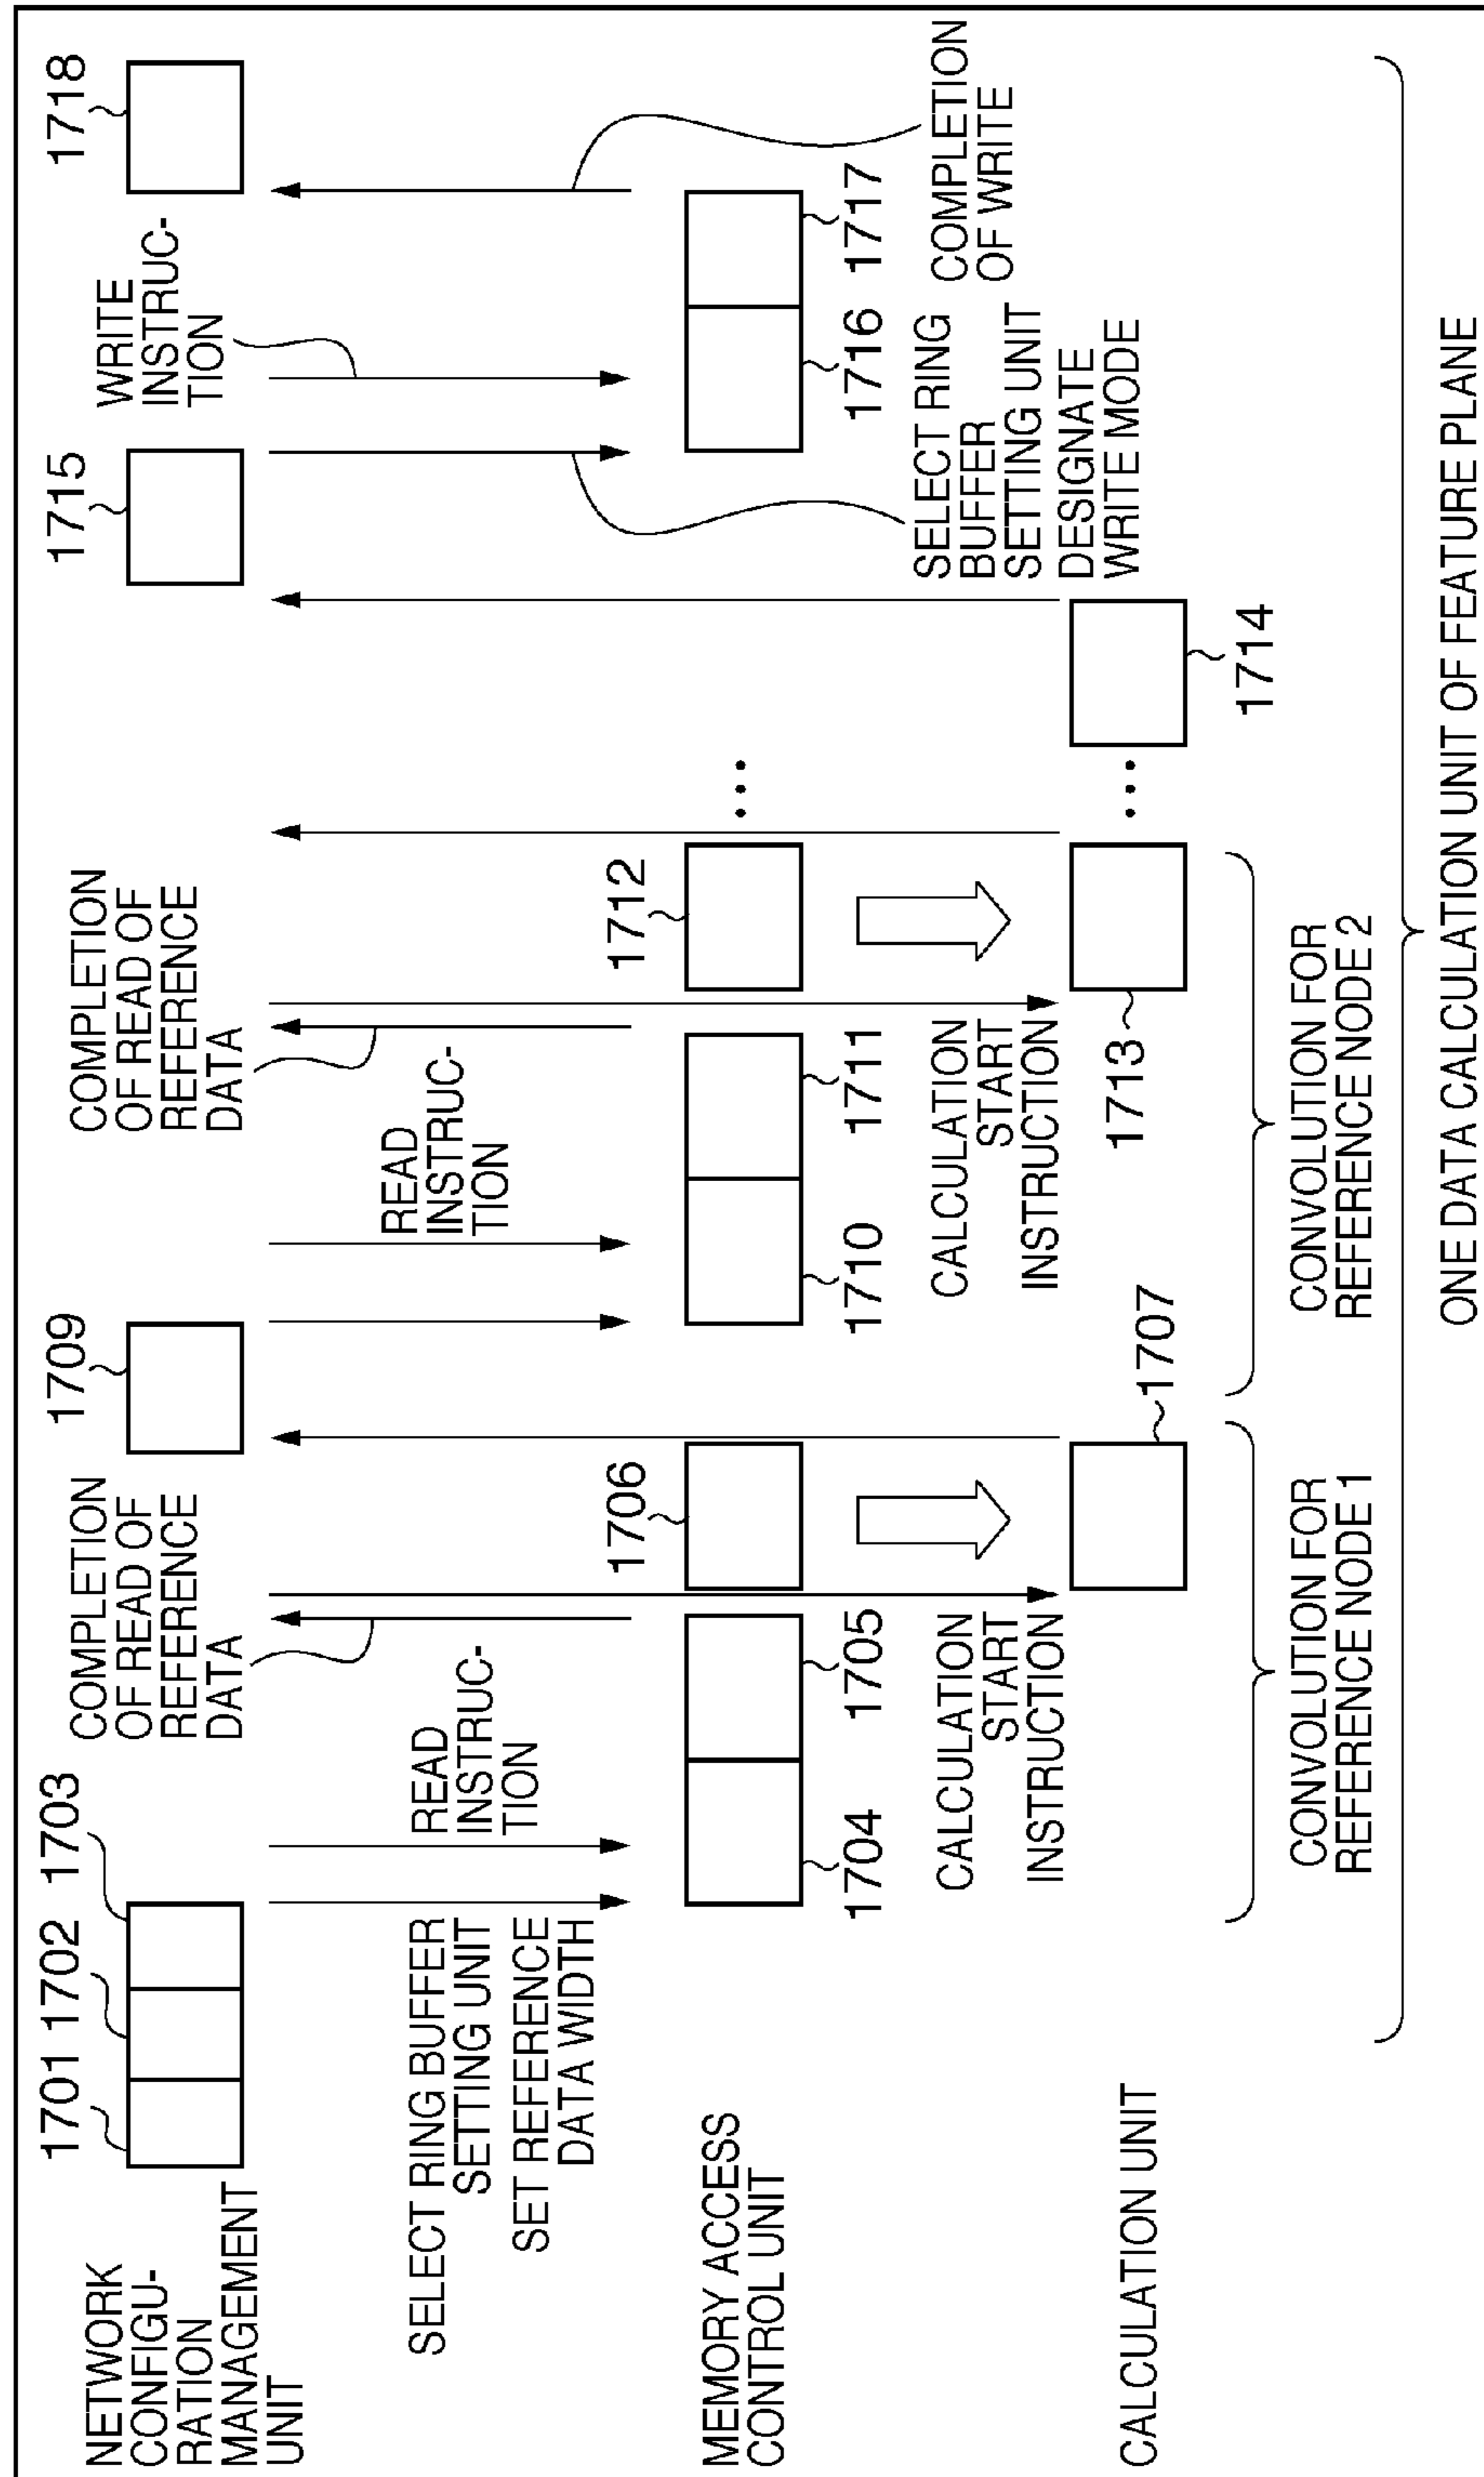 1701
1702
1703
1709
1715
1718
NETWORK
CONFIGU-
RATION
MANAGEMENT
UNIT
COMPLETION
OF READ OF
REFERENCE
DATA
COMPLETION
OF READ OF
REFERENCE
DATA
WRITE
INSTRUC-
TION
SELECT RING BUFFER
SETTING UNIT
SET REFERENCE
DATA WIDTH
READ
INSTRUC-
TION
READ
INSTRUC-
TION
1706
1712
MEMORY ACCESS
CONTROL UNIT
1704
1705
1710
1711
1716
1717
CALCULATION
START
INSTRUCTION
CALCULATION
START
INSTRUCTION
SELECT RING
BUFFER
SETTING UNIT
DESIGNATE
WRITE MODE
COMPLETION
OF WRITE
CALCULATION UNIT
1707
1713
1714
CONVOLUTION FOR
REFERENCE NODE 1
CONVOLUTION FOR
REFERENCE NODE 2
ONE DATA CALCULATION UNIT OF FEATURE PLANE